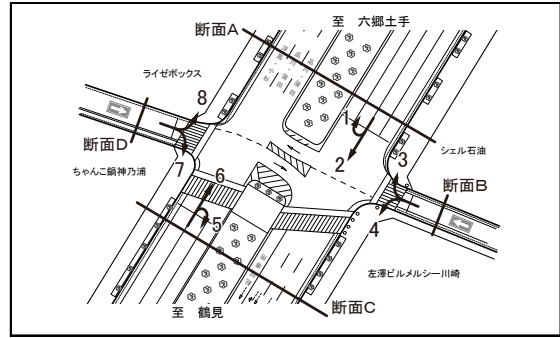 断面A
至 六郷土手
ライゼボックス
8
断面D
1
2
シェル石油
3
ちゃんこ鍋神乃浦
7
6
断面B
5
4
左澤ビルメルシー川崎
断面C
至 鶴見